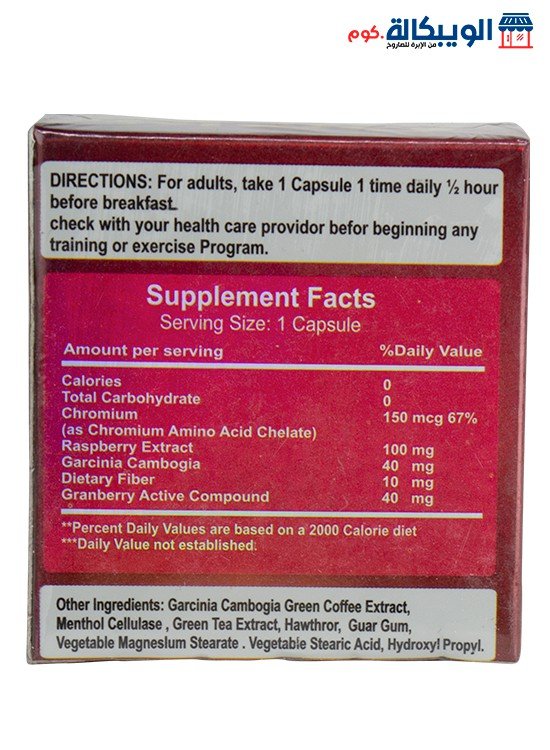 الوبيكالة.كوم
من الإبرة للصاروخ
DIRECTIONS: For adults, take 1 Capsule 1 time daily ½ hour
before breakfast.
check with your health care providor befor beginning any
training or exercise Program.
Supplement Facts
Serving Size: 1 Capsule
Amount per serving %Daily Value
Calories 0
Total Carbohydrate 0
Chromium 150 mcg 67%
(as Chromium Amino Acid Chelate)
Raspberry Extract 100 mg
Garcinia Cambogia 40 mg
Dietary Fiber 10 mg
Granberry Active Compound 40 mg
**Percent Daily Values are based on a 2000 Calorie diet
***Daily Value not established.
Other Ingredients: Garcinia Cambogia Green Coffee Extract,
Menthol Cellulase , Green Tea Extract, Hawthror, Guar Gum,
Vegetable Magneslum Stearate . Vegetable Stearic Acid, Hydroxyl Propyl.